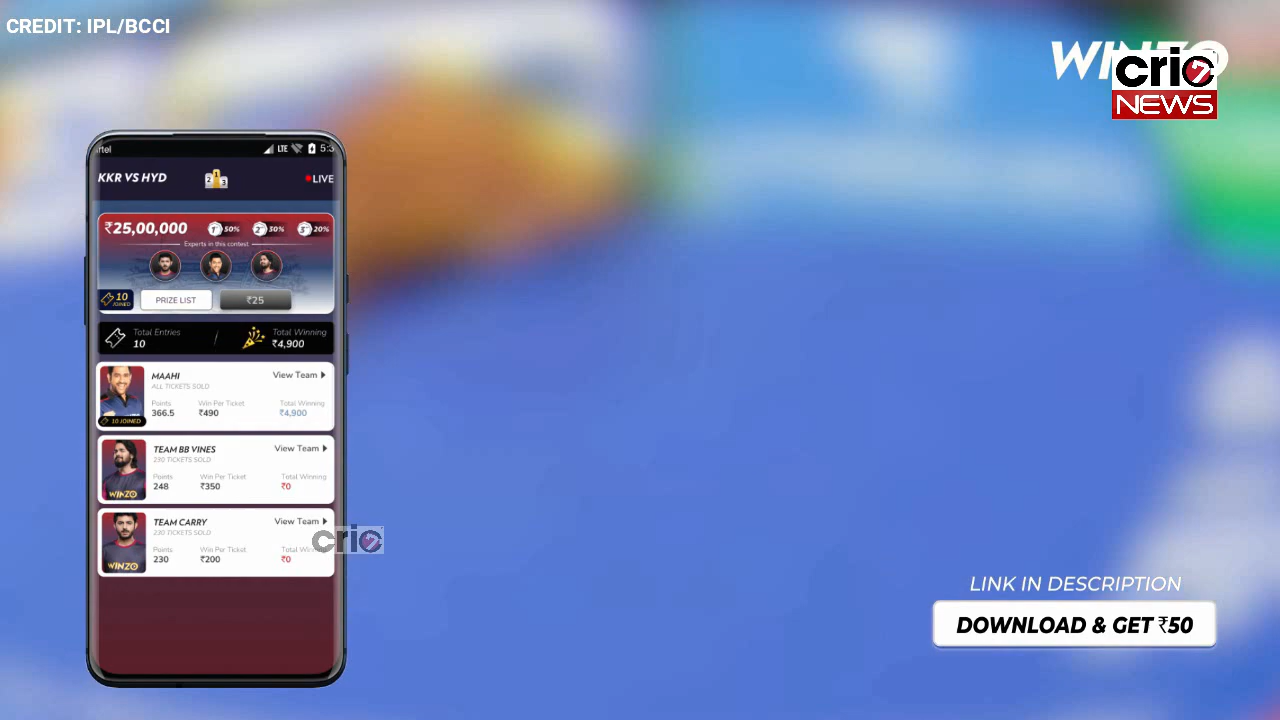 CREDIT: IPL/BCCI
cric7
NEWS
LTE
KKR VS HYD
LIVE
₹25,00,000
50%
30%
20%
Experts in this contest
10
JOINED
PRIZE LIST
₹25
Total Entries
10
Total Winning
₹4,900
MAAHI
View Team
ALL TICKETS SOLD
Points
Win Per Ticket
Total Winning
366.5
₹490
₹4,900
10 JOINED
TEAM BB VINES
View Team
230 TICKETS SOLD
Points
Win Per Ticket
Total Winning
248
₹350
₹0
WINZO
TEAM CARRY
View Team
230 TICKETS SOLD
Points
Win Per Ticket
Total
230
₹200
₹0
WINZO
cric7
LINK IN DESCRIPTION
DOWNLOAD & GET ₹50